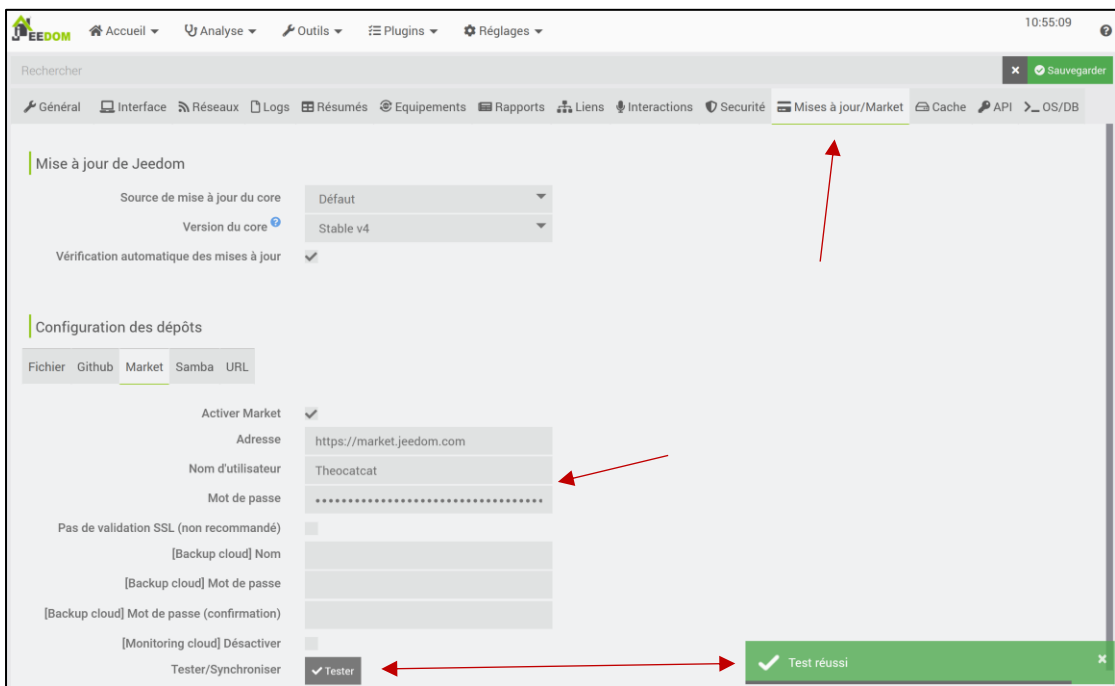 JEEDOM Accueil Analyse Outils Plugins Réglages 10:55:09
Rechercher Sauvegarder
Général Interface Réseaux Logs Résumés Equipements Rapports Liens Interactions Securité Mises à jour/Market Cache API OS/DB
Mise à jour de Jeedom
Source de mise à jour du core Défaut
Version du core Stable v4
Vérification automatique des mises à jour
Configuration des dépôts
Fichier Github Market Samba URL
Activer Market
Adresse https://market.jeedom.com
Nom d'utilisateur Theocatcat
Mot de passe ••••••••••••••••••••••••••••••••••••
Pas de validation SSL (non recommandé)
[Backup cloud] Nom
[Backup cloud] Mot de passe
[Backup cloud] Mot de passe (confirmation)
[Monitoring cloud] Désactiver
Tester/Synchroniser Tester Test réussi